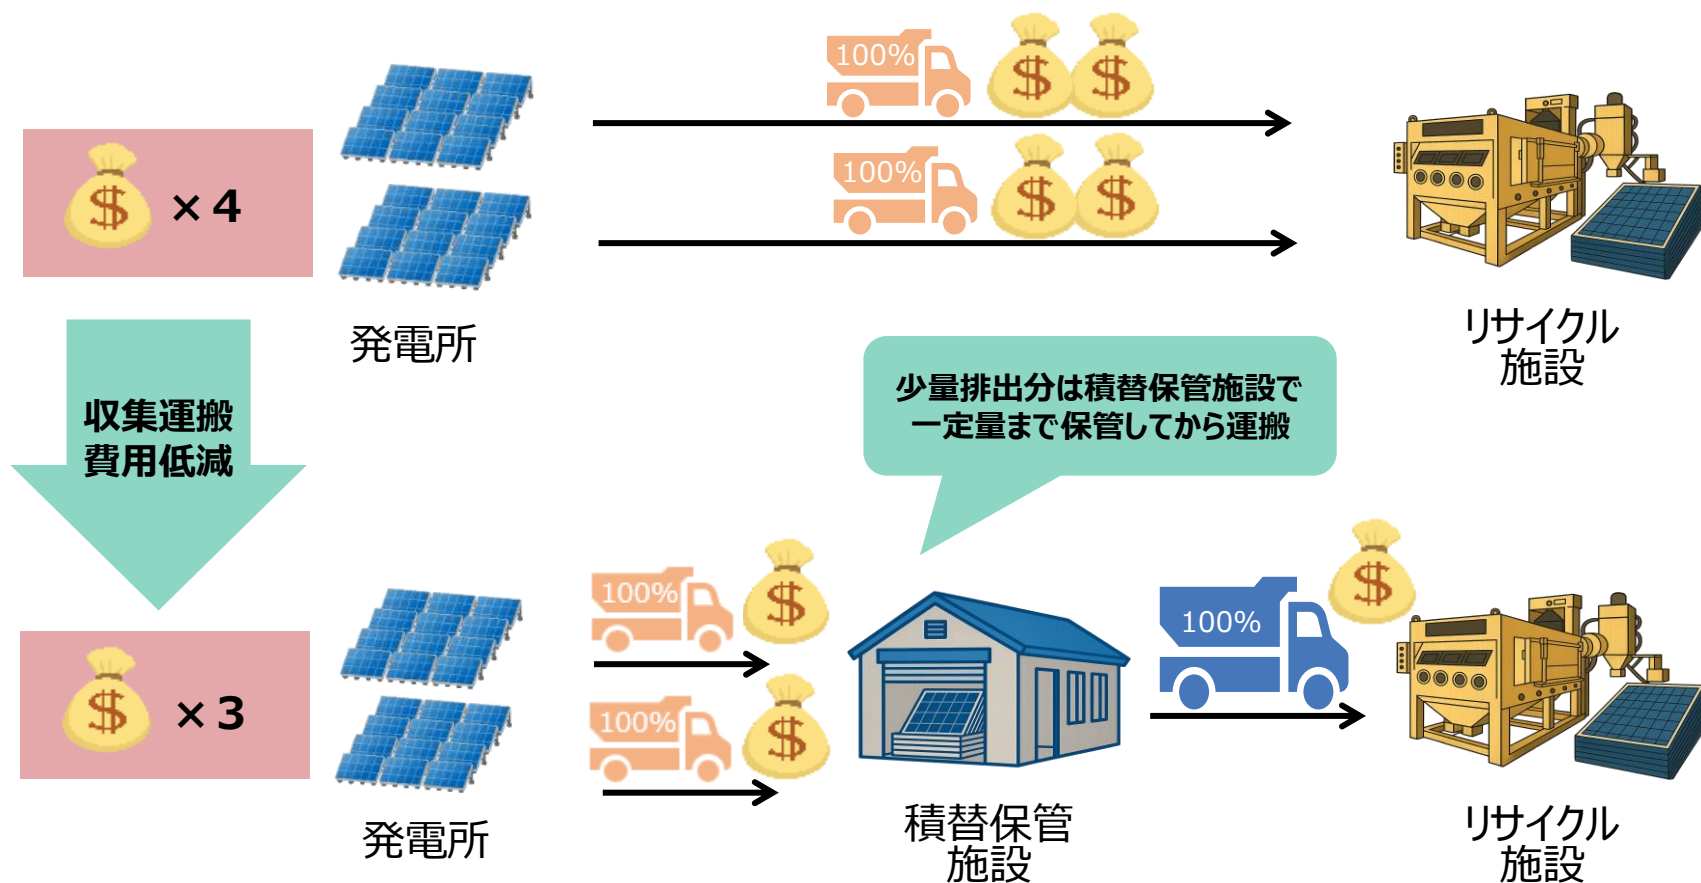 100%
$ $
100%
$ $
$ ×４
発電所
リサイクル
施設
収集運搬
費用低減
少量排出分は積替保管施設で
一定量まで保管してから運搬
100%
$
100%
$
100%
$
$ ×３
発電所
積替保管
施設
リサイクル
施設